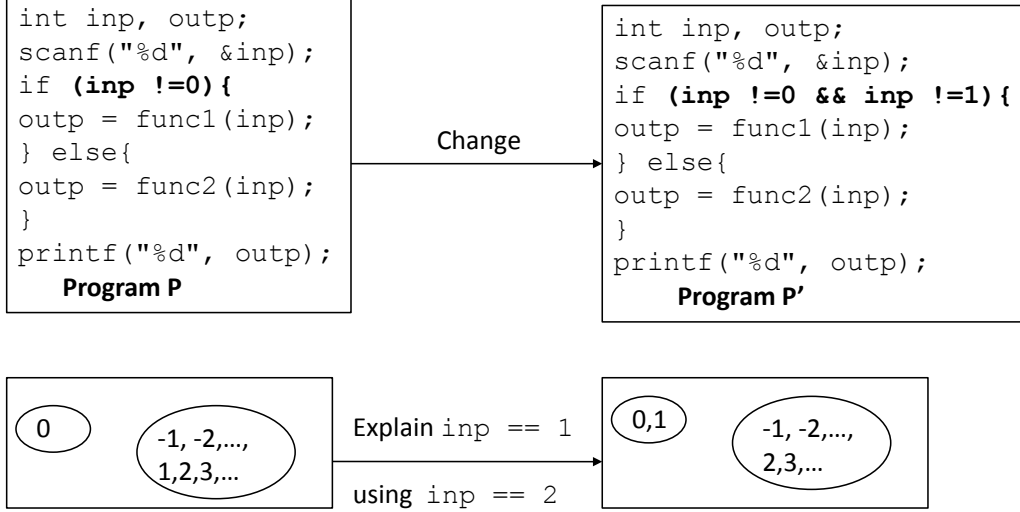 int inp, outp;
scanf("%d", &inp);
if (inp !=0){
outp = func1(inp);
} else{
outp = func2(inp);
}
printf("%d", outp);
Program P
Change
int inp, outp;
scanf("%d", &inp);
if (inp !=0 && inp !=1){
outp = func1(inp);
} else{
outp = func2(inp);
}
printf("%d", outp);
Program P’
0
-1, -2,...,
1,2,3,...
Explain inp == 1
using inp == 2
0,1
-1, -2,...,
2,3,...